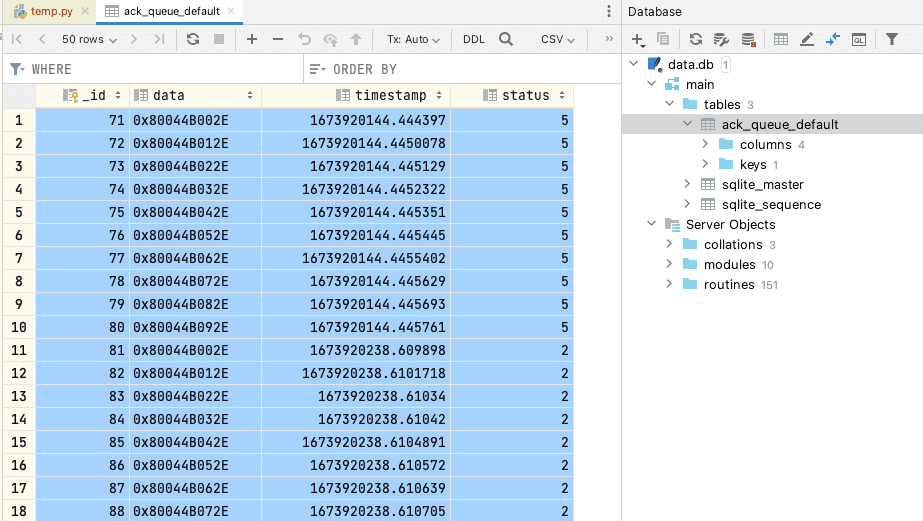 temp.py ack_queue_default
50 rows Tx: Auto DDL CSV
WHERE ORDER BY
_id data timestamp status
1 71 0x80044B002E 1673920144.444397 5
2 72 0x80044B012E 1673920144.4450078 5
3 73 0x80044B022E 1673920144.445129 5
4 74 0x80044B032E 1673920144.4452322 5
5 75 0x80044B042E 1673920144.445351 5
6 76 0x80044B052E 1673920144.445445 5
7 77 0x80044B062E 1673920144.4455402 5
8 78 0x80044B072E 1673920144.445629 5
9 79 0x80044B082E 1673920144.445693 5
10 80 0x80044B092E 1673920144.445761 5
11 81 0x80044B002E 1673920238.609898 2
12 82 0x80044B012E 1673920238.6101718 2
13 83 0x80044B022E 1673920238.61034 2
14 84 0x80044B032E 1673920238.61042 2
15 85 0x80044B042E 1673920238.6104891 2
16 86 0x80044B052E 1673920238.610572 2
17 87 0x80044B062E 1673920238.610639 2
18 88 0x80044B072E 1673920238.610705 2
Database
GL
data.db 1
main
tables 3
ack_queue_default
columns 4
keys 1
sqlite_master
sqlite_sequence
Server Objects
collations 3
modules 10
routines 151